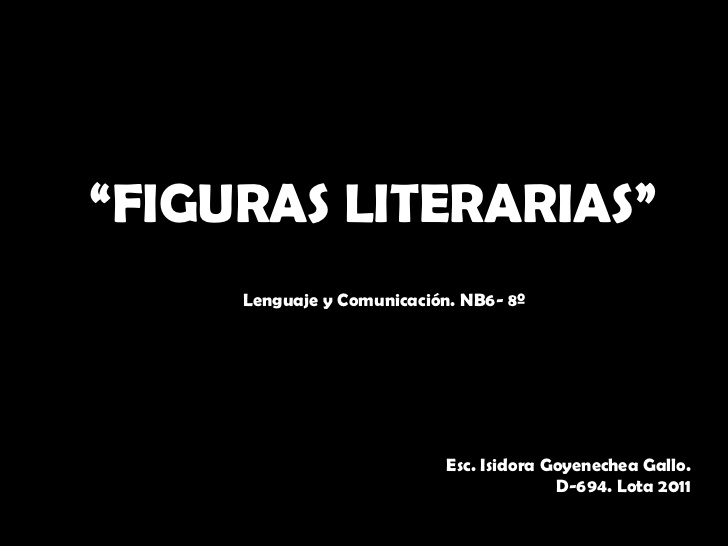 “FIGURAS LITERARIAS”
Lenguaje y Comunicación. NB6- 8º
Esc. Isidora Goyenechea Gallo.
D-694. Lota 2011